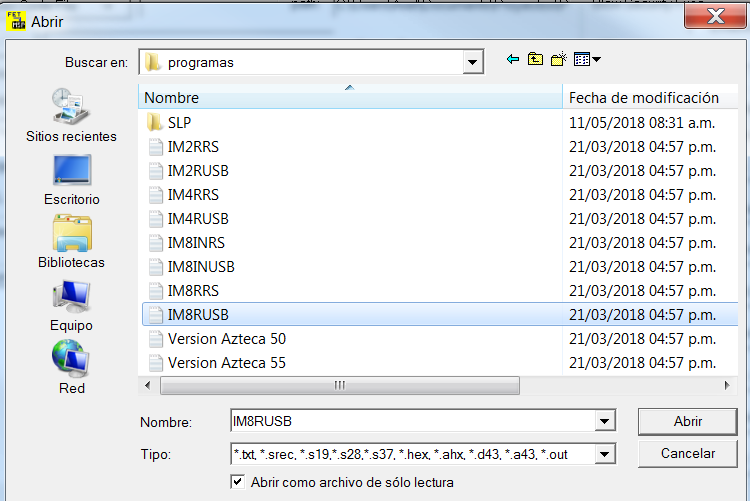 Abrir
Buscar en: programas
Nombre Fecha de modificación
SLP 11/05/2018 08:31 a.m.
IM2RRS 21/03/2018 04:57 p.m.
IM2RUSB 21/03/2018 04:57 p.m.
IM4RRS 21/03/2018 04:57 p.m.
IM4RUSB 21/03/2018 04:57 p.m.
IM8INRS 21/03/2018 04:57 p.m.
IM8INUSB 21/03/2018 04:57 p.m.
IM8RRS 21/03/2018 04:57 p.m.
IM8RUSB 21/03/2018 04:57 p.m.
Version Azteca 50 21/03/2018 04:57 p.m.
Version Azteca 55 21/03/2018 04:57 p.m.
Sitios recientes
Escritorio
Bibliotecas
Equipo
Red
Nombre: IM8RUSB Abrir
Tipo: *.txt, *.srec, *.s19,*.s28,*.s37, *.hex, *.ahx, *.d43, *.a43, *.out Cancelar
Abrir como archivo de sólo lectura